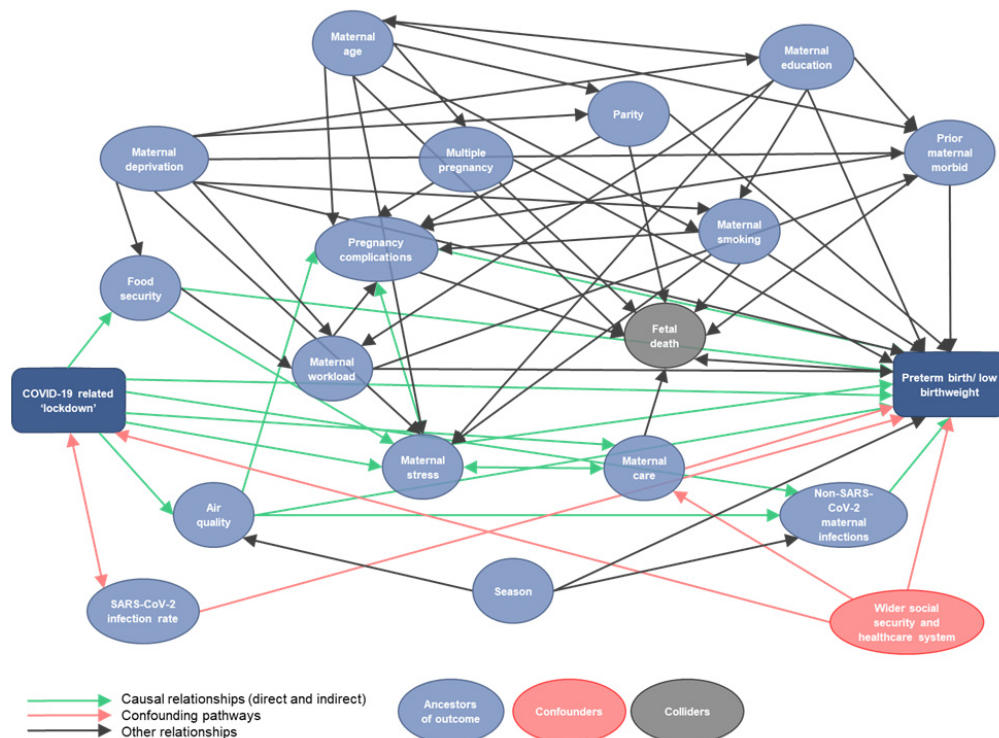 Maternal
age
Maternal
education
Parity
Maternal
deprivation
Multiple
pregnancy
Prior
maternal
morbid
Maternal
smoking
Pregnancy
complications
Food
security
Fetal
death
Maternal
workload
COVID-19 related
'lockdown'
Preterm birth/ low
birthweight
Maternal
stress
Maternal
care
Air
quality
Non-SARS-
CoV-2
maternal
infections
Season
SARS-CoV-2
infection rate
Wider social
security and
healthcare system
Causal relationships (direct and indirect)
Confounding pathways
Other relationships
Ancestors
of outcome
Confounders
Colliders